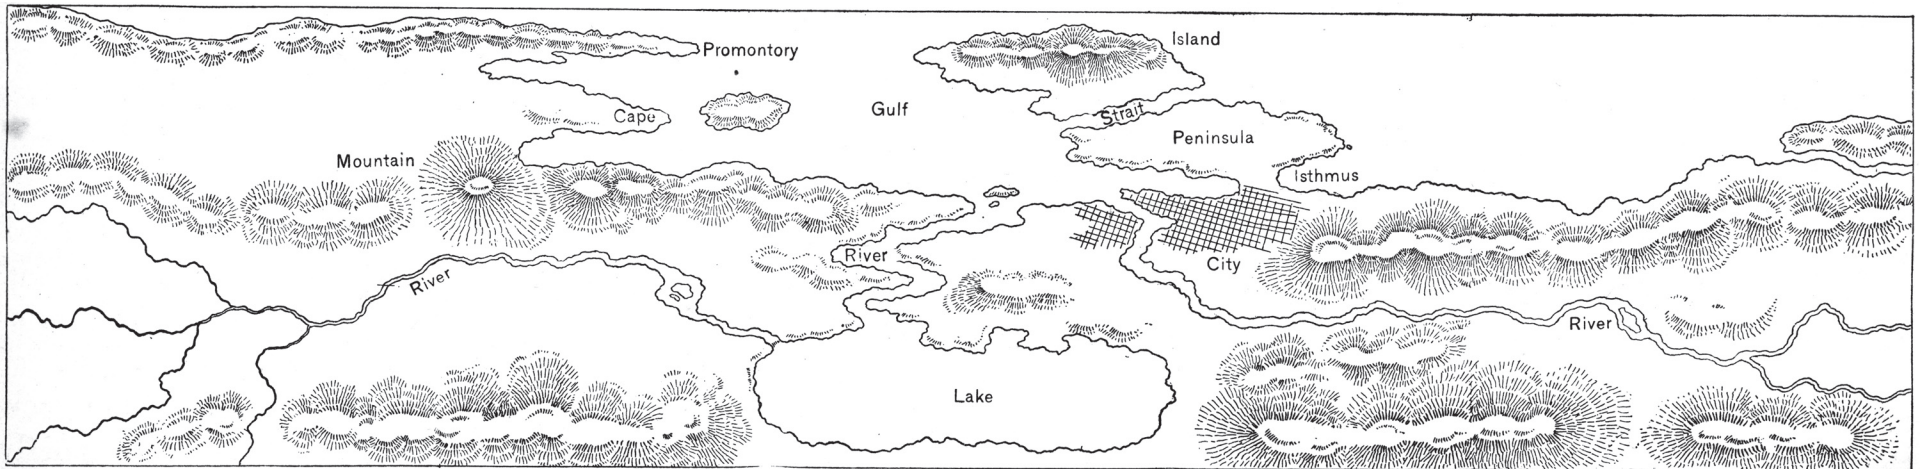 Promontory
Island
Gulf
Cape
Strait
Peninsula
Mountain
Isthmus
River
City
River
River
Lake